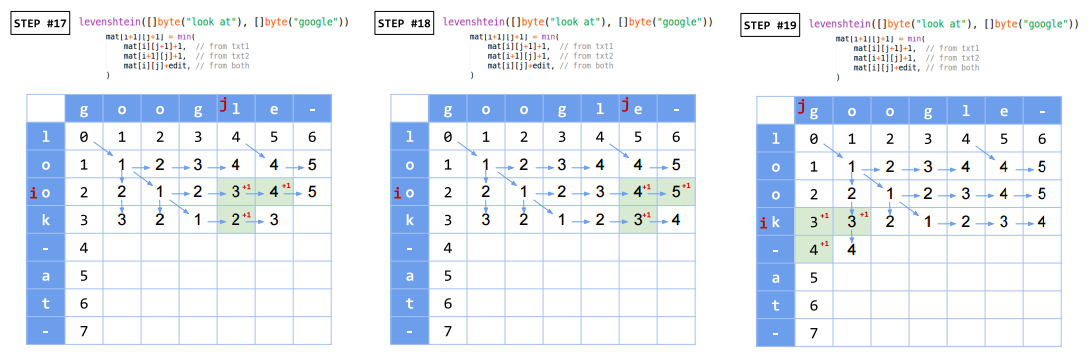 STEP #17 levenshtein([]byte("look at"), []byte("google"))
mat[i+1][j+1] = min(
mat[i][j+1]+1, // from txt1
mat[i+1][j]+1, // from txt2
mat[i][j]+edit, // from both
)
g o o g j l e -
l 0 1 2 3 4 5 6
o 1 1 2 3 4 4 5
i o 2 2 1 2 3 +1 4 +1 5
k 3 3 2 1 2 +1 3
- 4
a 5
t 6
- 7
STEP #18 levenshtein([]byte("look at"), []byte("google"))
mat[i+1][j+1] = min(
mat[i][j+1]+1, // from txt1
mat[i+1][j]+1, // from txt2
mat[i][j]+edit, // from both
)
g o o g l j e -
l 0 1 2 3 4 5 6
o 1 1 2 3 4 4 5
i o 2 2 1 2 3 4 +1 5 +1
k 3 3 2 1 2 3 +1 4
- 4
a 5
t 6
- 7
STEP #19 levenshtein([]byte("look at"), []byte("google"))
mat[i+1][j+1] = min(
mat[i][j+1]+1, // from txt1
mat[i+1][j]+1, // from txt2
mat[i][j]+edit, // from both
)
j g o o g l e -
l 0 1 2 3 4 5 6
o 1 1 2 3 4 4 5
o 2 2 1 2 3 4 5
i k 3 +1 3 +1 2 1 2 3 4
- 4 +1 4
a 5
t 6
- 7